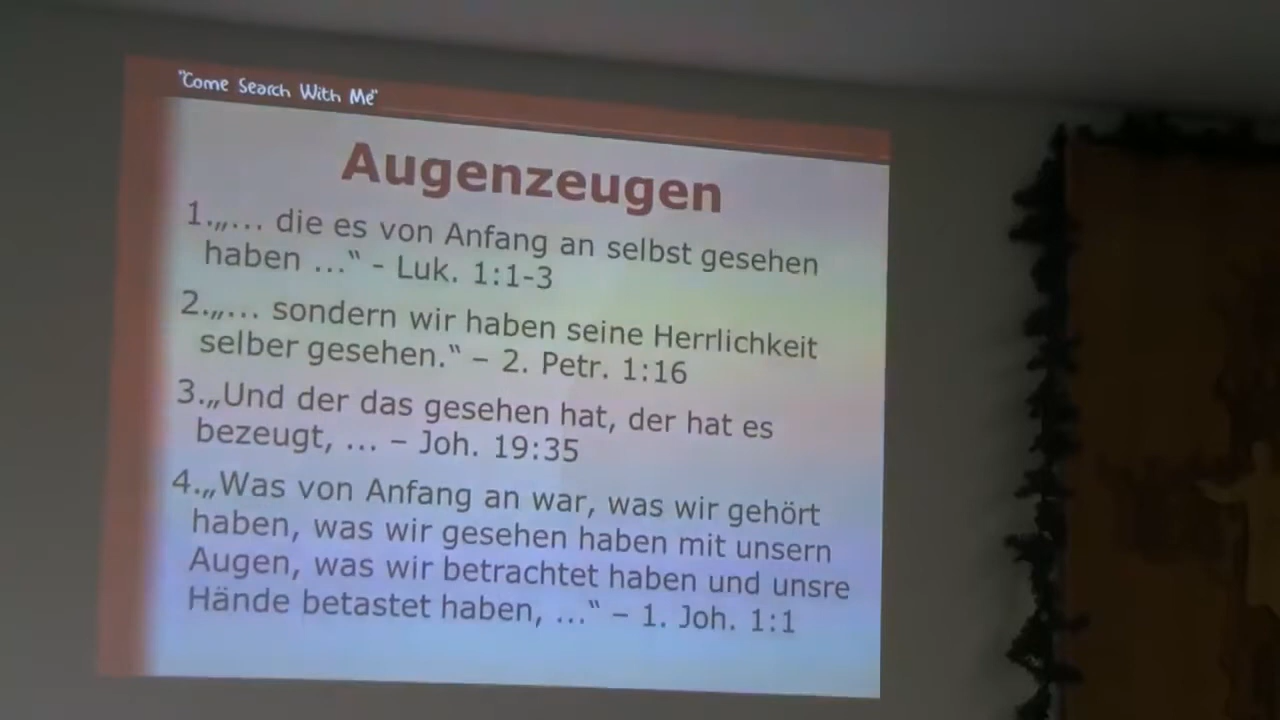 "Come Search With Me"
Augenzeugen
1.„… die es von Anfang an selbst gesehen
haben …“ - Luk. 1:1-3
2.„… sondern wir haben seine Herrlichkeit
selber gesehen.“ – 2. Petr. 1:16
3.„Und der das gesehen hat, der hat es
bezeugt, … – Joh. 19:35
4.„Was von Anfang an war, was wir gehört
haben, was wir gesehen haben mit unsern
Augen, was wir betrachtet haben und unsre
Hände betastet haben, …“ – 1. Joh. 1:1